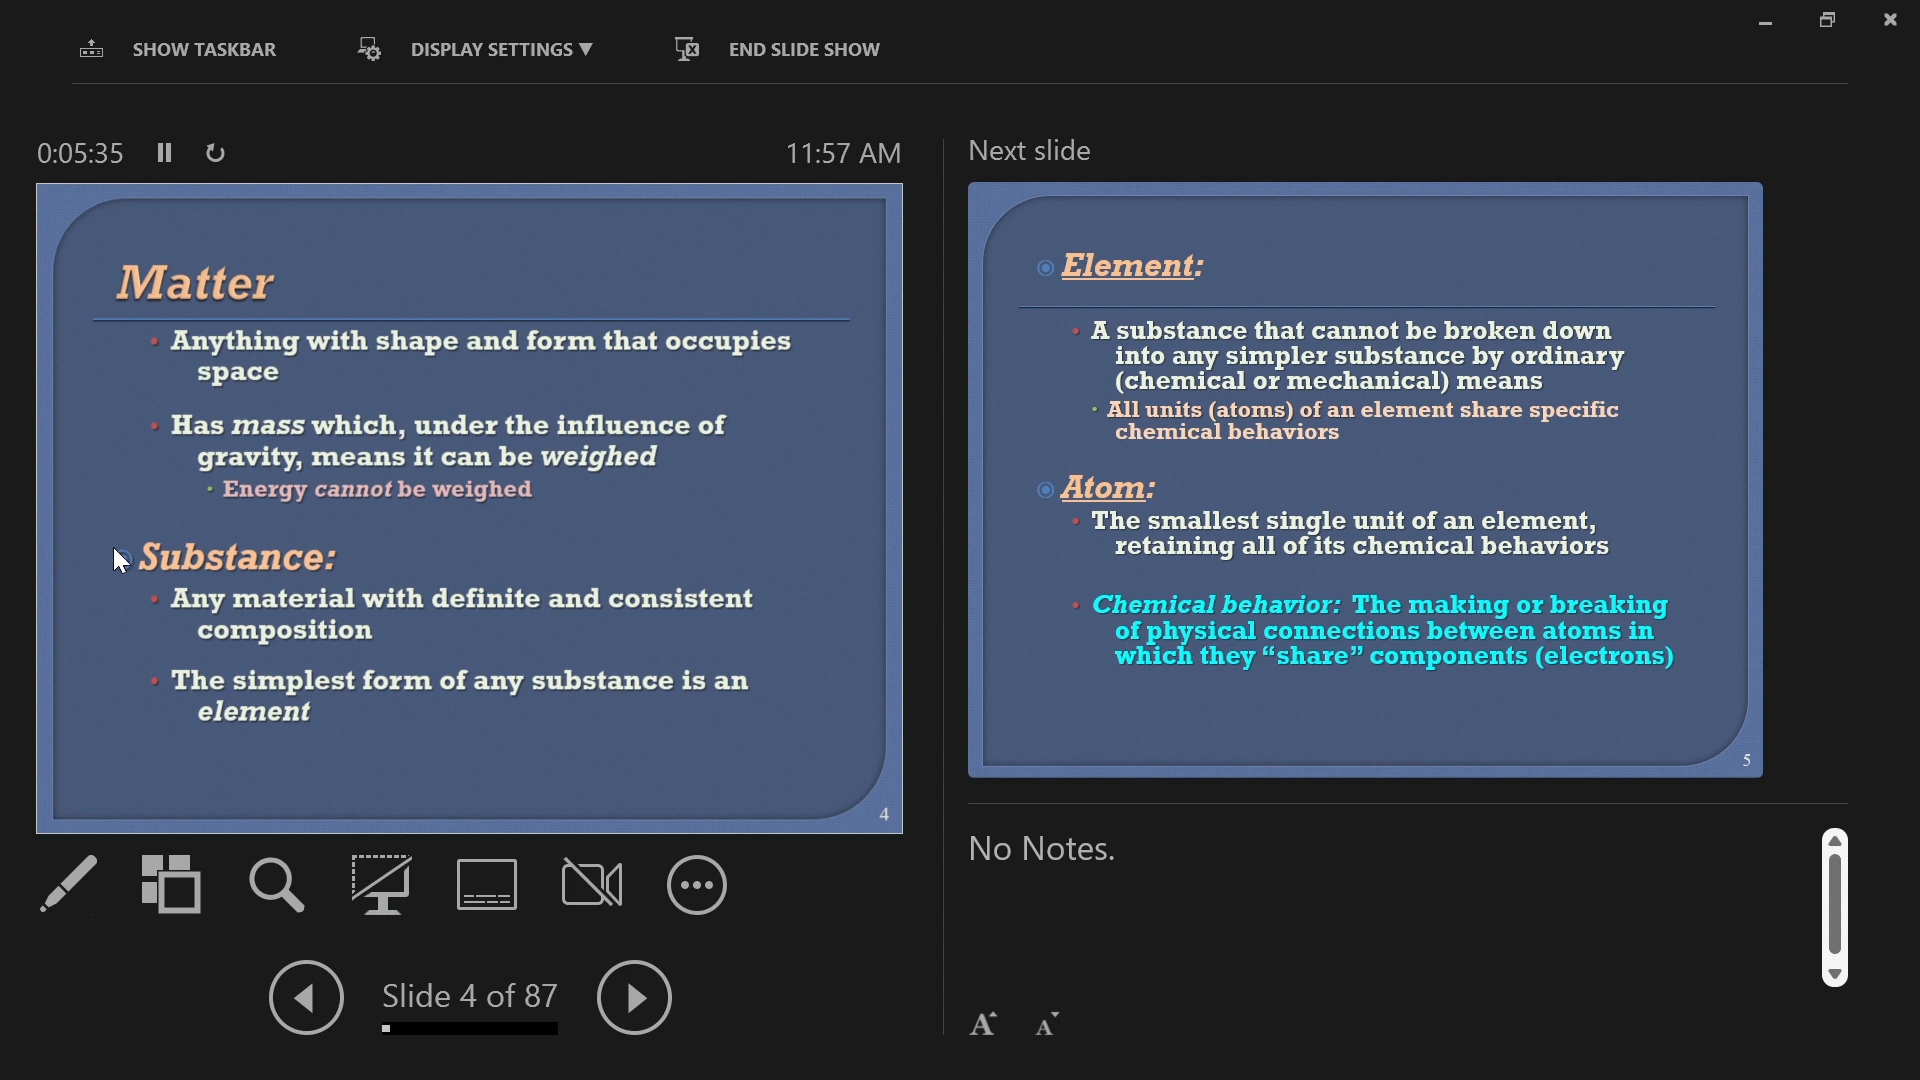 SHOW TASKBAR
DISPLAY SETTINGS ▼
END SLIDE SHOW
0:05:35
11:57 AM
Matter
• Anything with shape and form that occupies
space
• Has mass which, under the influence of
gravity, means it can be weighed
• Energy cannot be weighed
Substance:
• Any material with definite and consistent
composition
• The simplest form of any substance is an
element
4
Slide 4 of 87
Next slide
Element:
• A substance that cannot be broken down
into any simpler substance by ordinary
(chemical or mechanical) means
• All units (atoms) of an element share specific
chemical behaviors
Atom:
• The smallest single unit of an element,
retaining all of its chemical behaviors
• Chemical behavior: The making or breaking
of physical connections between atoms in
which they “share” components (electrons)
5
No Notes.
A A